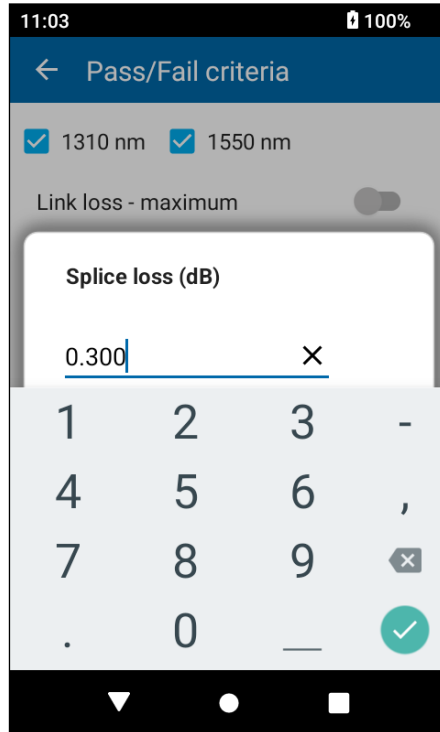 11:03 100%
Pass/Fail criteria
1310 nm 1550 nm
Link loss - maximum
Splice loss (dB)
0.300
1 2 3 -
4 5 6 ,
7 8 9
. 0 _